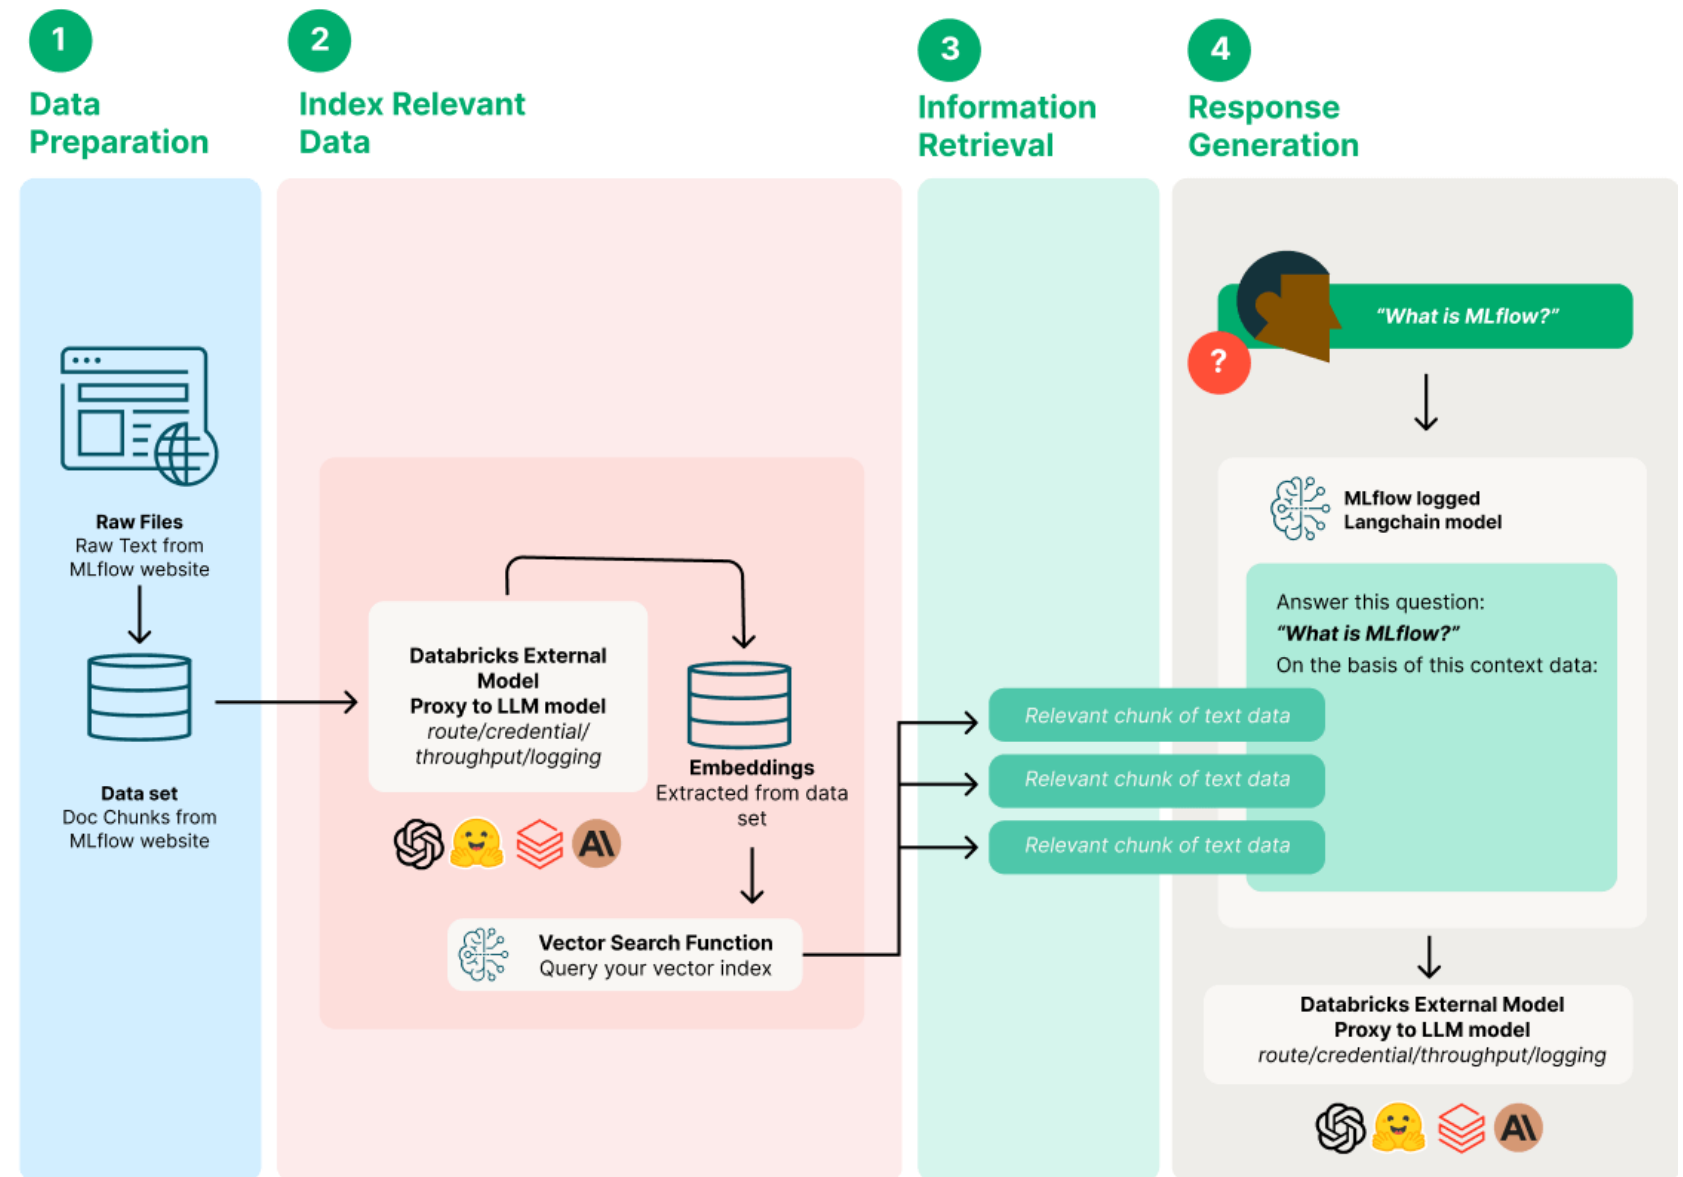 1
Data
Preparation
2
Index Relevant
Data
3
Information
Retrieval
4
Response
Generation
Raw Files
Raw Text from
MLflow website
Data set
Doc Chunks from
MLflow website
Databricks External
Model
Proxy to LLM model
route/credential/
throughput/logging
Embeddings
Extracted from data
set
Vector Search Function
Query your vector index
Relevant chunk of text data
Relevant chunk of text data
Relevant chunk of text data
“What is MLflow?”
?
MLflow logged
Langchain model
Answer this question:
“What is MLflow?”
On the basis of this context data:
Databricks External Model
Proxy to LLM model
route/credential/throughput/logging